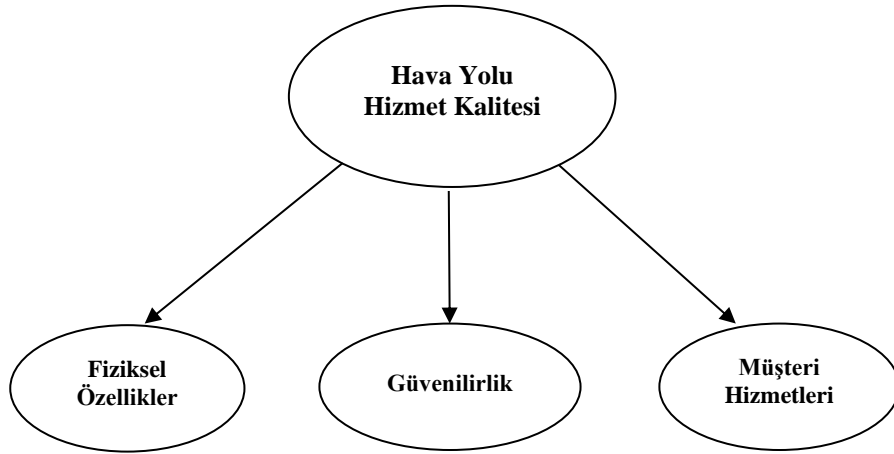 Hava Yolu
Hizmet Kalitesi
Fiziksel
Özellikler
Güvenilirlik
Müşteri
Hizmetleri